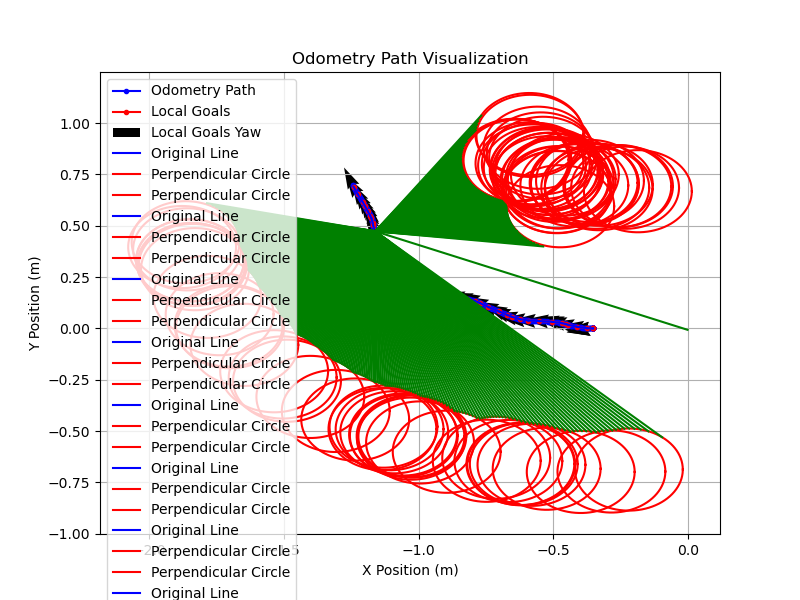 Odometry Path Visualization
Odometry Path
Local Goals
Local Goals Yaw
Original Line
Perpendicular Circle
Perpendicular Circle
Original Line
Perpendicular Circle
Perpendicular Circle
Original Line
Perpendicular Circle
Perpendicular Circle
Original Line
Perpendicular Circle
Perpendicular Circle
Original Line
Perpendicular Circle
Perpendicular Circle
Original Line
Perpendicular Circle
Perpendicular Circle
Original Line
Perpendicular Circle
Perpendicular Circle
Original Line
1.00
0.75
0.50
0.25
0.00
−0.25
−0.50
−0.75
−1.00
Y Position (m)
−1.0
−0.5
0.0
X Position (m)